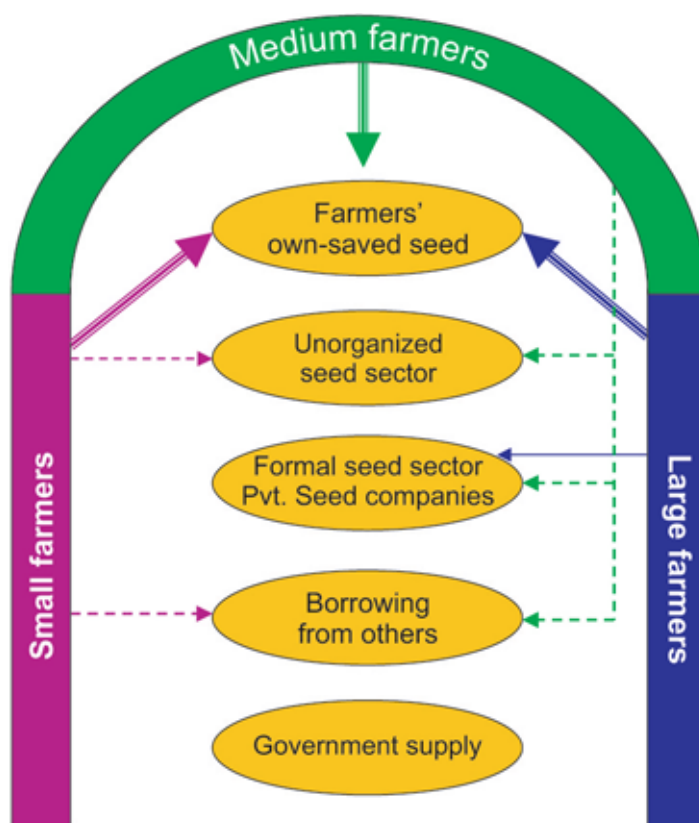 Medium farmers
Farmers'
own-saved seed
Unorganized
seed sector
Formal seed sector
Pvt. Seed companies
Borrowing
from others
Government supply
Small farmers
Large farmers